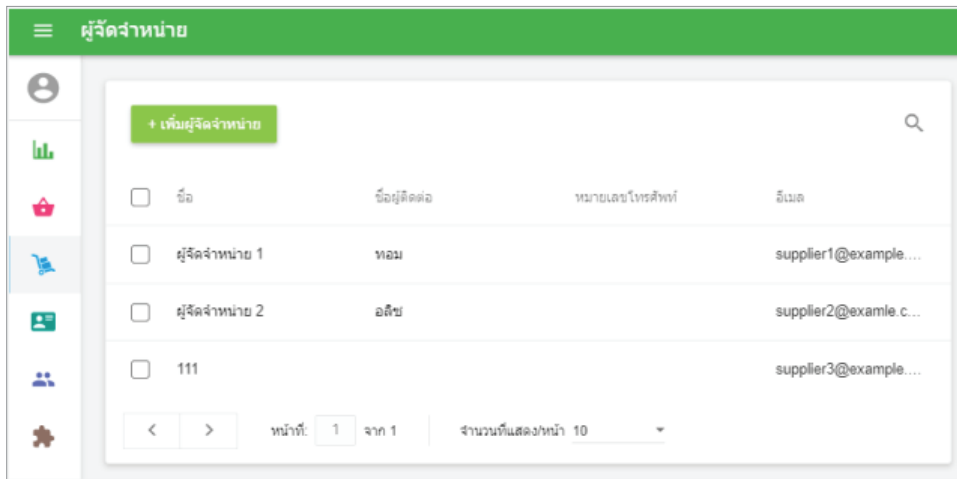 ผู้จัดจำหน่าย
+ เพิ่มผู้จัดจำหน่าย
ชื่อ ชื่อผู้ติดต่อ หมายเลขโทรศัพท์ อีเมล
ผู้จัดจำหน่าย 1 ทอม supplier1@example....
ผู้จัดจำหน่าย 2 อลิซ supplier2@examle.c...
111 supplier3@example....
หน้าที่: 1 จาก 1 จำนวนที่แสดง/หน้า 10